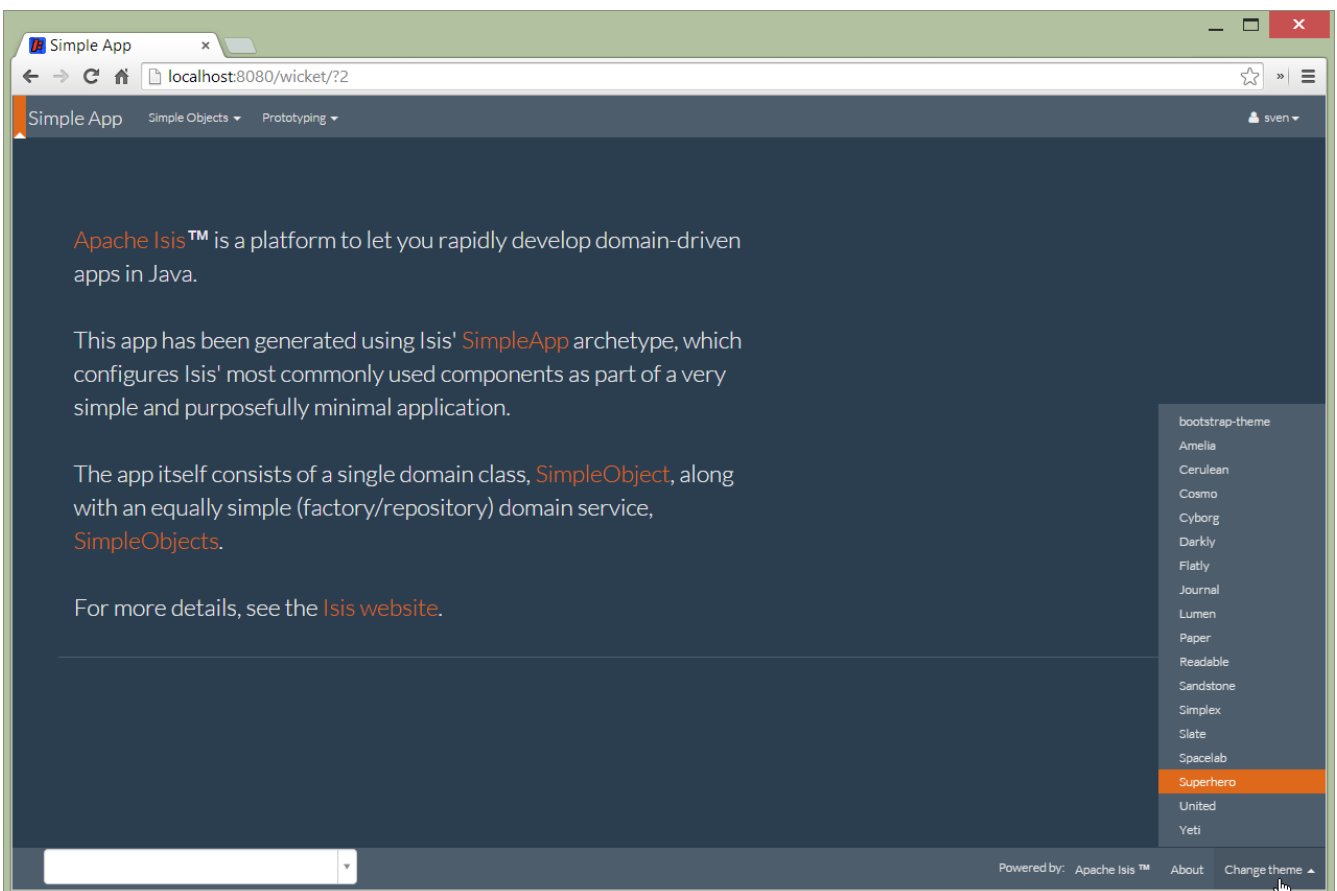 Simple App
localhost:8080/wicket/?2
Simple App Simple Objects Prototyping sven
Apache Isis™ is a platform to let you rapidly develop domain-driven
apps in Java.
This app has been generated using Isis' SimpleApp archetype, which
configures Isis' most commonly used components as part of a very
simple and purposefully minimal application.
The app itself consists of a single domain class, SimpleObject, along
with an equally simple (factory/repository) domain service,
SimpleObjects.
For more details, see the Isis website.
bootstrap-theme
Amelia
Cerulean
Cosmo
Cyborg
Darkly
Flatly
Journal
Lumen
Paper
Readable
Sandstone
Simplex
Slate
Spacelab
Superhero
United
Yeti
Powered by: Apache Isis ™ About Change theme